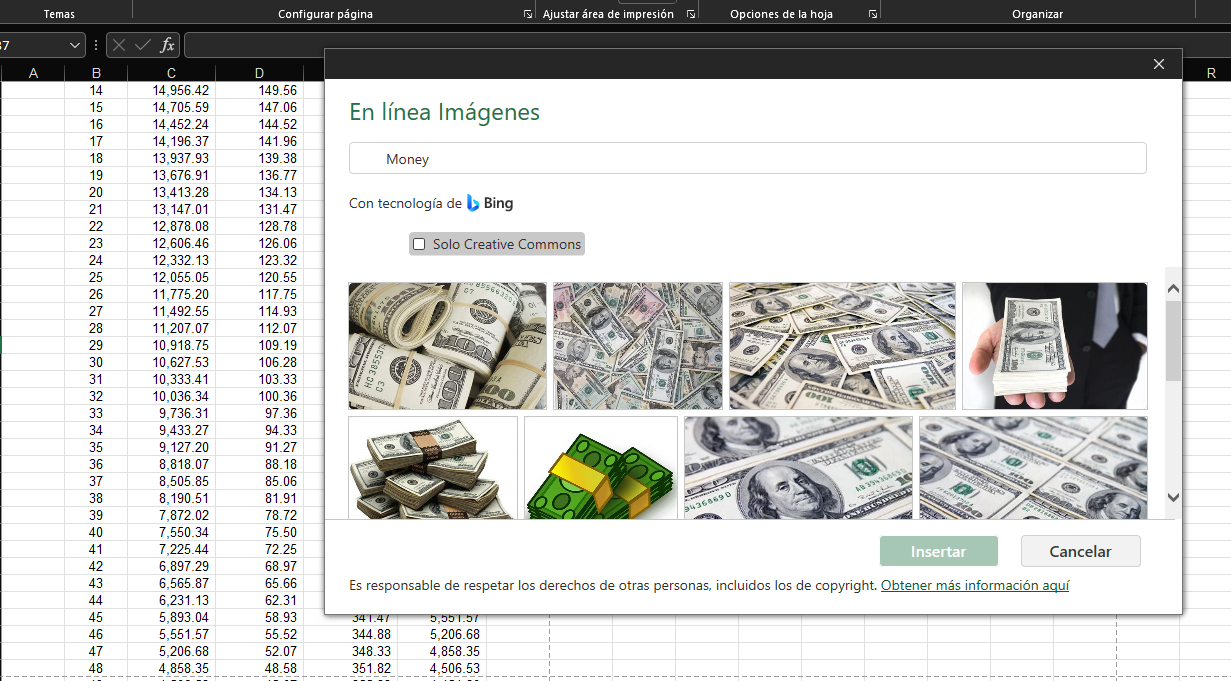 Temas Configurar página Ajustar área de impresión Opciones de la hoja Organizar
37 fx
A B C D R
14 14,956.42 149.56
15 14,705.59 147.06
16 14,452.24 144.52
17 14,196.37 141.96
18 13,937.93 139.38
19 13,676.91 136.77
20 13,413.28 134.13
21 13,147.01 131.47
22 12,878.08 128.78
23 12,606.46 126.06
24 12,332.13 123.32
25 12,055.05 120.55
26 11,775.20 117.75
27 11,492.55 114.93
28 11,207.07 112.07
29 10,918.75 109.19
30 10,627.53 106.28
31 10,333.41 103.33
32 10,036.34 100.36
33 9,736.31 97.36
34 9,433.27 94.33
35 9,127.20 91.27
36 8,818.07 88.18
37 8,505.85 85.06
38 8,190.51 81.91
39 7,872.02 78.72
40 7,550.34 75.50
41 7,225.44 72.25
42 6,897.29 68.97
43 6,565.87 65.66
44 6,231.13 62.31
45 5,893.04 58.93 341.47 5,551.57
46 5,551.57 55.52 344.88 5,206.68
47 5,206.68 52.07 348.33 4,858.35
48 4,858.35 48.58 351.82 4,506.53
En línea Imágenes
Money
Con tecnología de Bing
Solo Creative Commons
Insertar Cancelar
Es responsable de respetar los derechos de otras personas, incluidos los de copyright. Obtener más información aquí